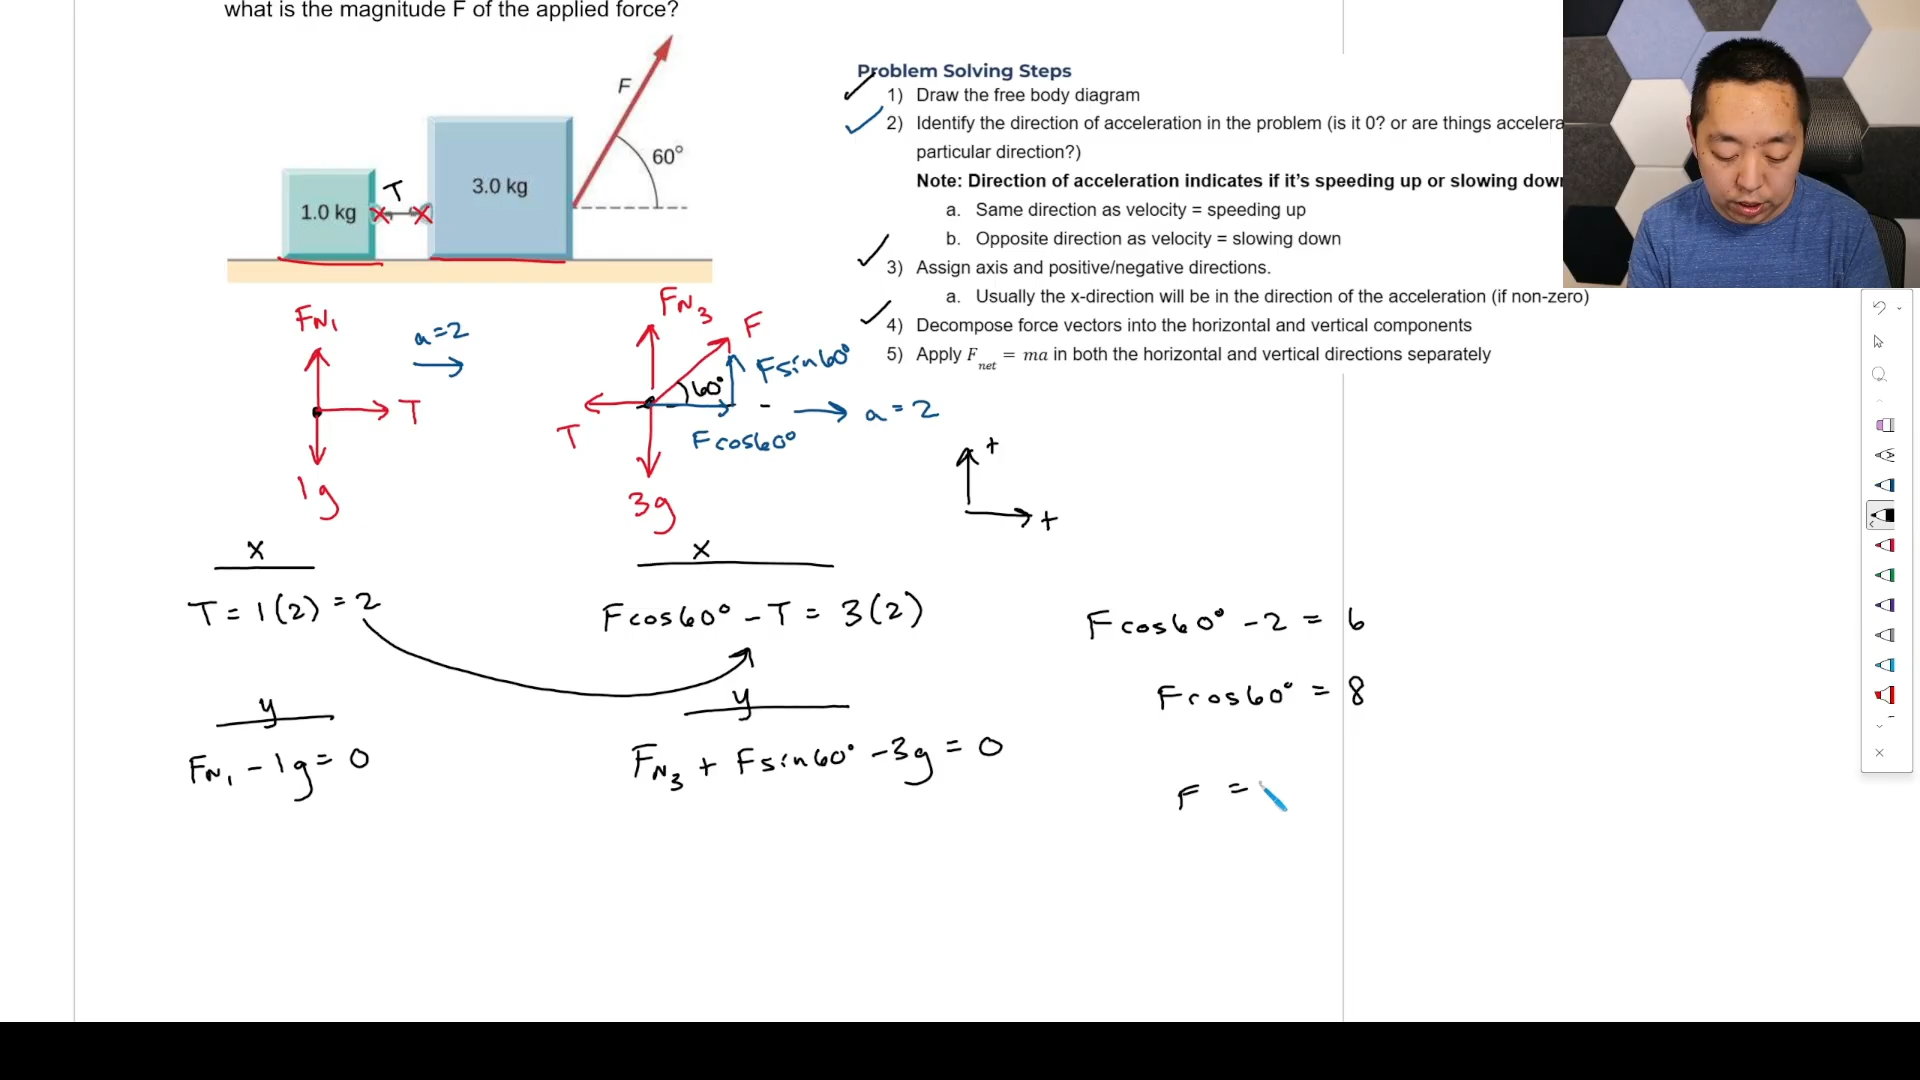 what is the magnitude F of the applied force?
F
60°
T
1.0 kg
3.0 kg
Problem Solving Steps
1) Draw the free body diagram
2) Identify the direction of acceleration in the problem (is it 0? or are things accelera
particular direction?)
Note: Direction of acceleration indicates if it's speeding up or slowing down
a. Same direction as velocity = speeding up
b. Opposite direction as velocity = slowing down
3) Assign axis and positive/negative directions.
a. Usually the x-direction will be in the direction of the acceleration (if non-zero)
4) Decompose force vectors into the horizontal and vertical components
5) Apply Fnet = ma in both the horizontal and vertical directions separately
FN1
a=2
T
1g
FN3
F
Fsin60°
60°
T
Fcos60°
a=2
3g
+
+
x
T = 1(2) = 2
x
Fcos60° - T = 3(2)
Fcos60° - 2 = 6
Fcos60° = 8
F =
y
FN1 - 1g = 0
y
FN3 + Fsin60° - 3g = 0